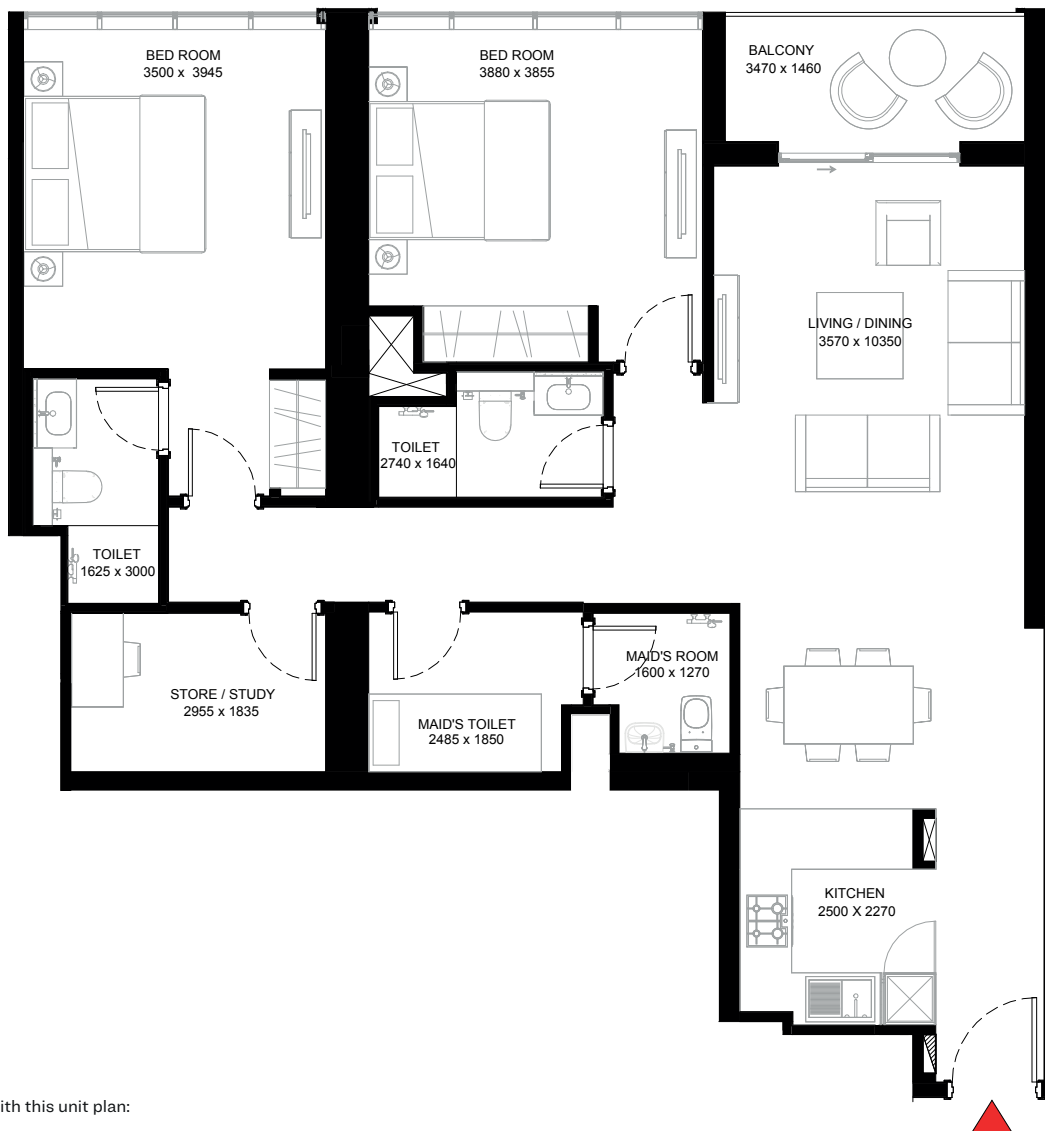 BED ROOM
3500 x 3945
BED ROOM
3880 x 3855
BALCONY
3470 x 1460
LIVING / DINING
3570 x 10350
TOILET
2740 x 1640
TOILET
1625 x 3000
STORE / STUDY
2955 x 1835
MAID'S TOILET
2485 x 1850
MAID'S ROOM
1600 x 1270
KITCHEN
2500 X 2270
ith this unit plan: